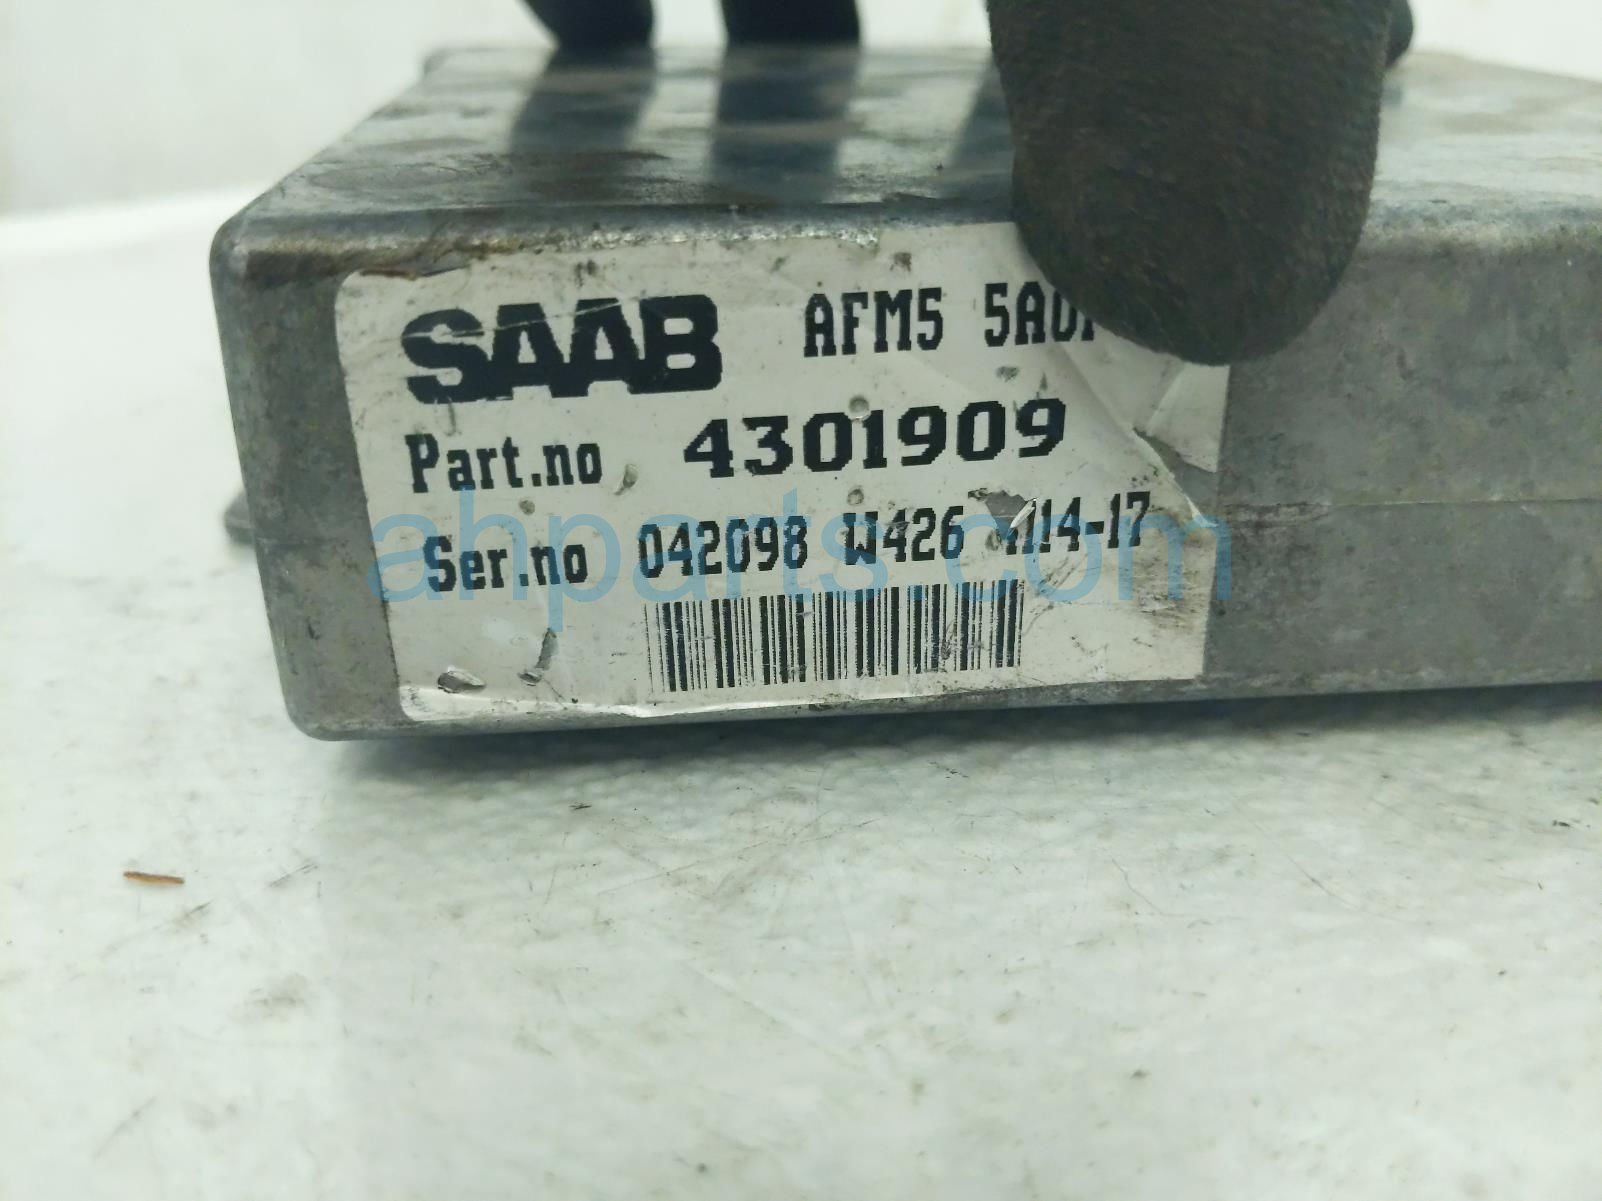 SAAB AFM5
Part.no 4301909
Ser.no 042098 W426
ahparts.com